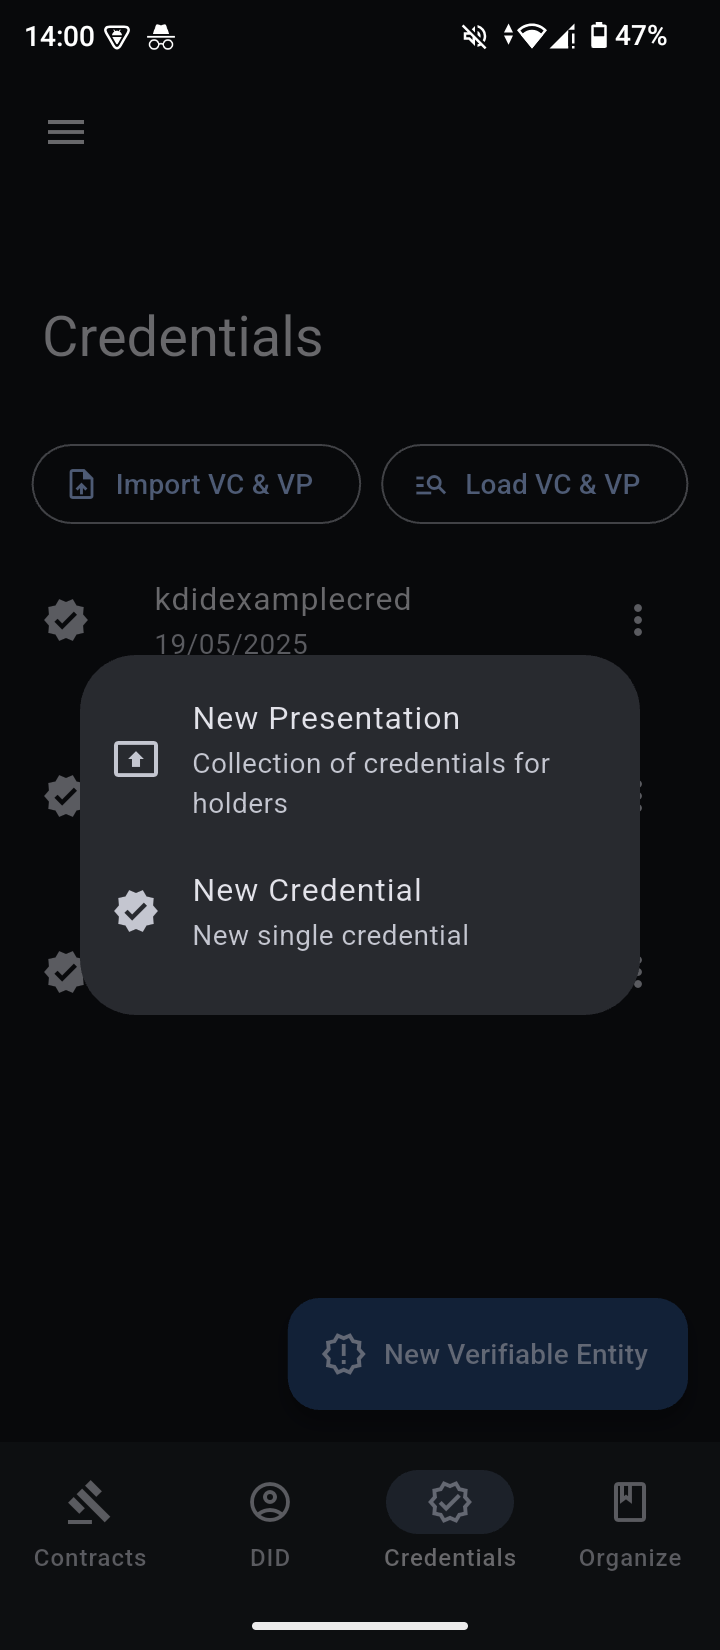 14:00
47%
Credentials
Import VC & VP
Load VC & VP
kdidexamplecred
19/05/2025
New Presentation
Collection of credentials for
holders
New Credential
New single credential
New Verifiable Entity
Contracts
DID
Credentials
Organize